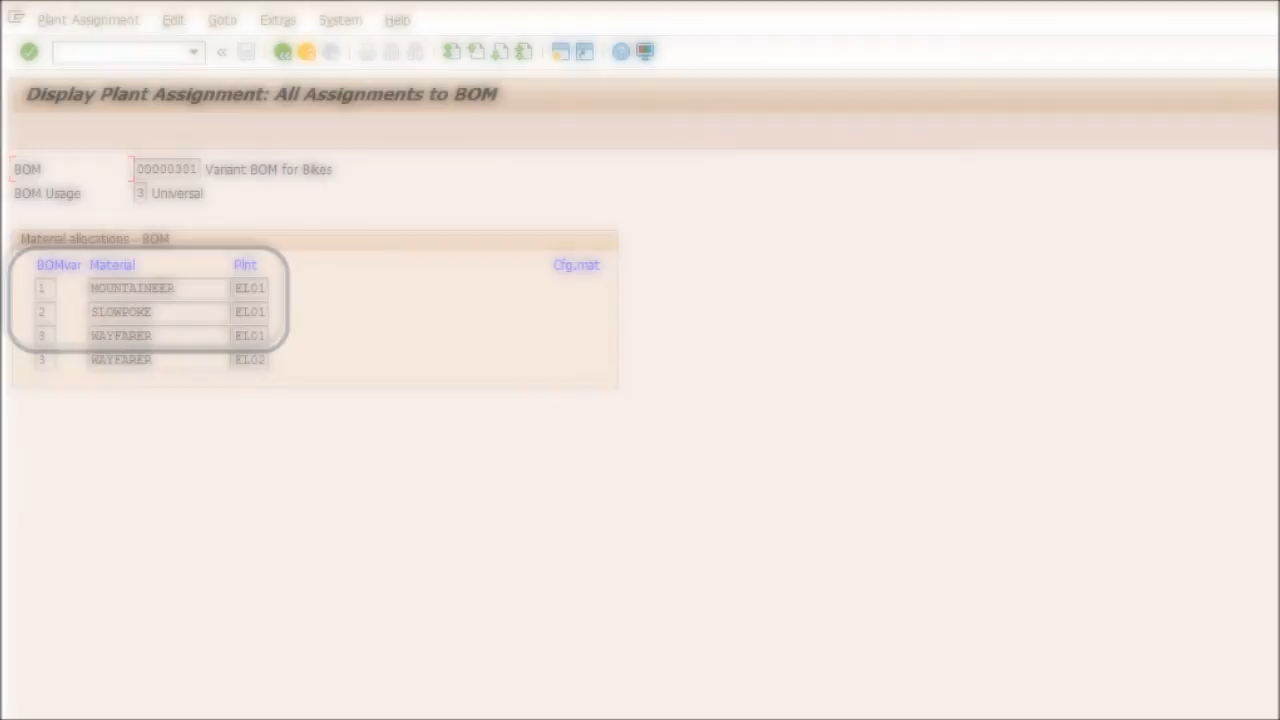 Plant Assignment Edit Goto Extras System Help
Display Plant Assignment: All Assignments to BOM
BOM 00000301 Variant BOM for Bikes
BOM Usage 3 Universal
Material allocations - BOM
BOMvar Material Plnt Cfg.mat
1 MOUNTAINEER EL01
2 SLOWPOKE EL01
3 WAYFARER EL01
3 WAYFARER EL02